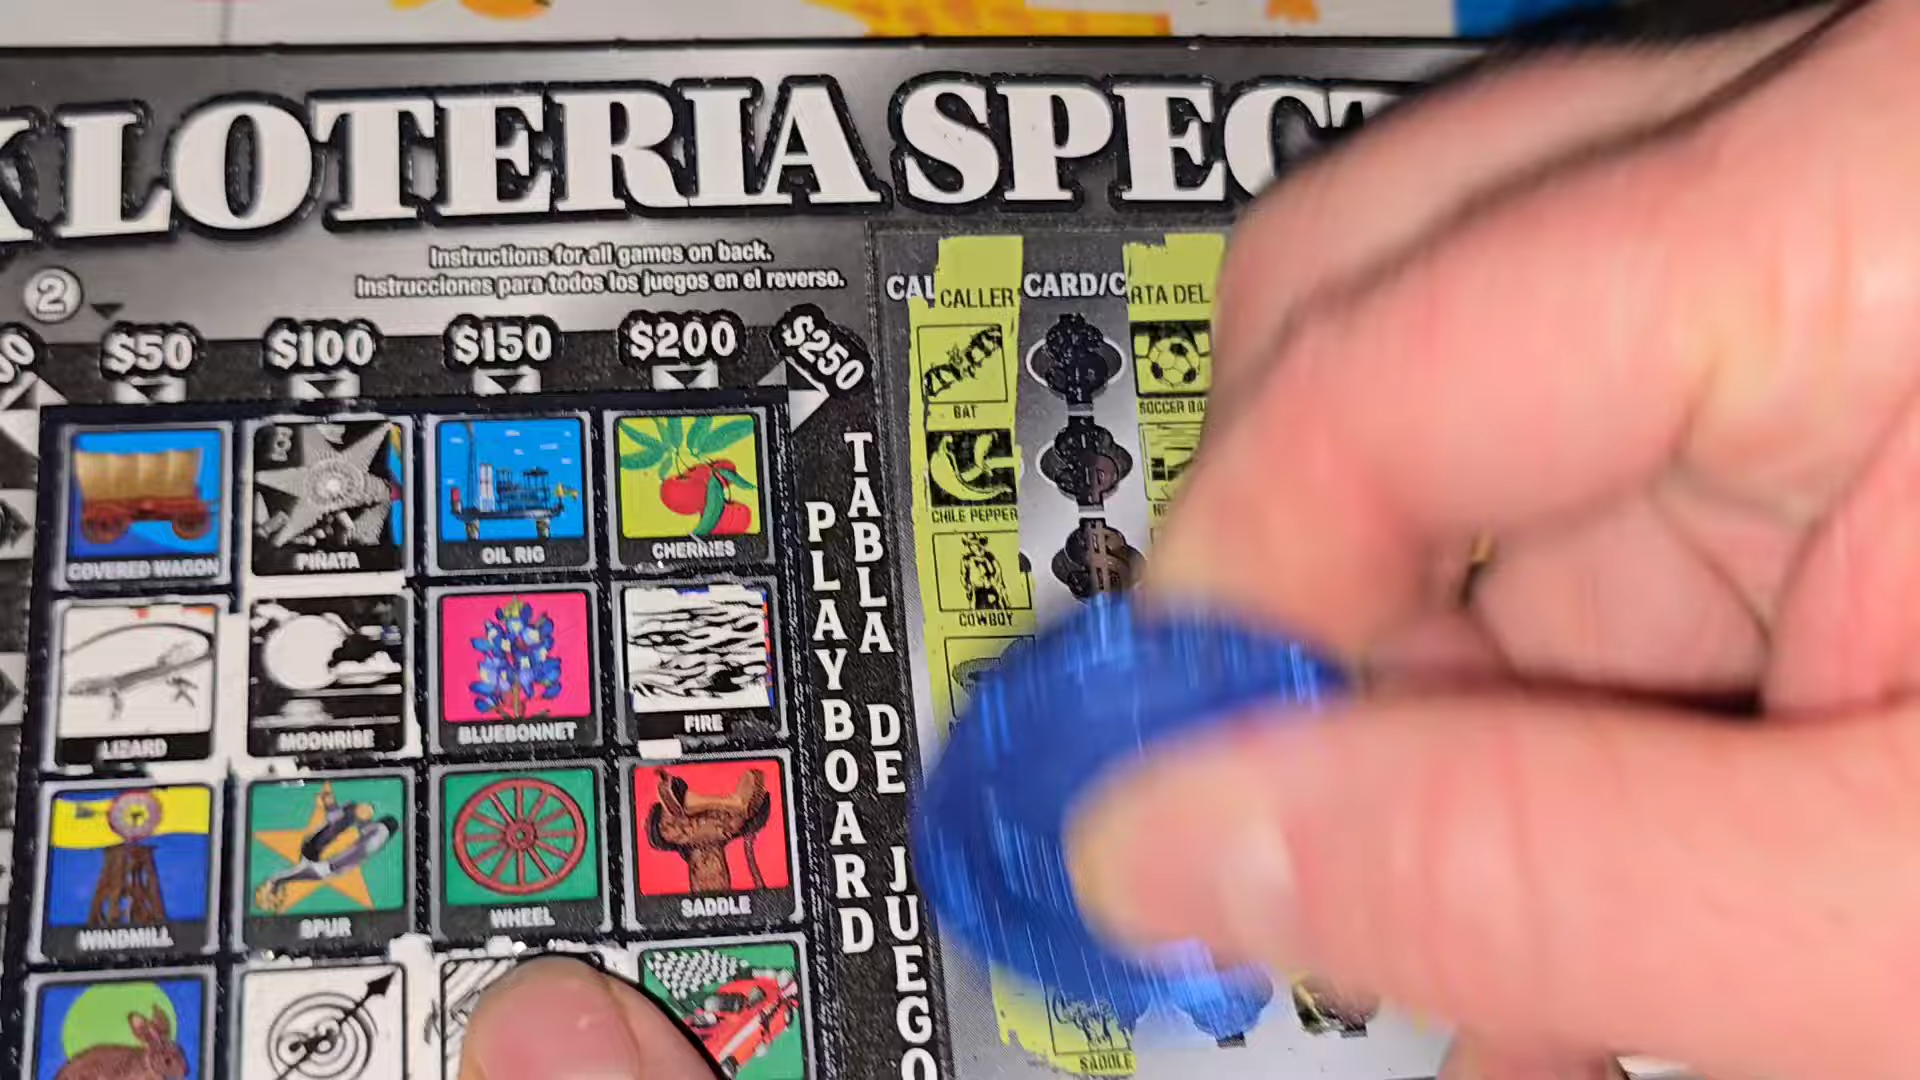 K LOTERIA SPECT
Instructions for all games on back.
Instrucciones para todos los juegos en el reverso.
2
$50 $100 $150 $200 $250
COVERED WAGON PIÑATA OIL RIG CHERRIES
LIZARD MOONRISE BLUEBONNET FIRE
WINDMILL SPUR WHEEL SADDLE
TABLA DE JUEGO
PLAYBOARD
CAL CALLER CARD/C RTA DEL
BAT
SOCCER BA
CHILE PEPPER
COWBOY
SADDLE